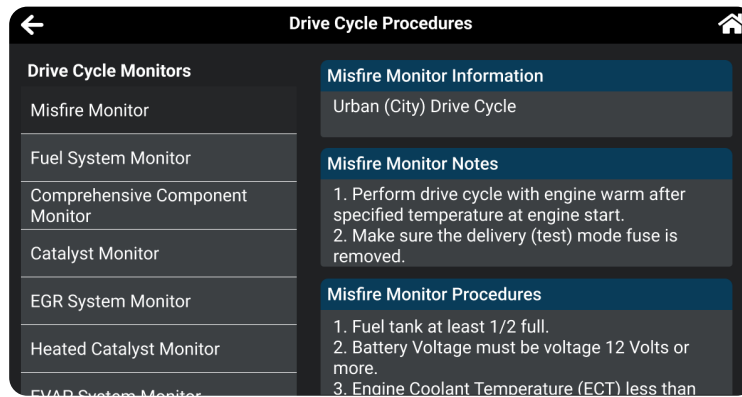 Drive Cycle Procedures
Drive Cycle Monitors
Misfire Monitor
Fuel System Monitor
Comprehensive Component
Monitor
Catalyst Monitor
EGR System Monitor
Heated Catalyst Monitor
EVAP System Monitor
Misfire Monitor Information
Urban (City) Drive Cycle
Misfire Monitor Notes
1. Perform drive cycle with engine warm after
specified temperature at engine start.
2. Make sure the delivery (test) mode fuse is
removed.
Misfire Monitor Procedures
1. Fuel tank at least 1/2 full.
2. Battery Voltage must be voltage 12 Volts or
more.
3. Engine Coolant Temperature (ECT) less than